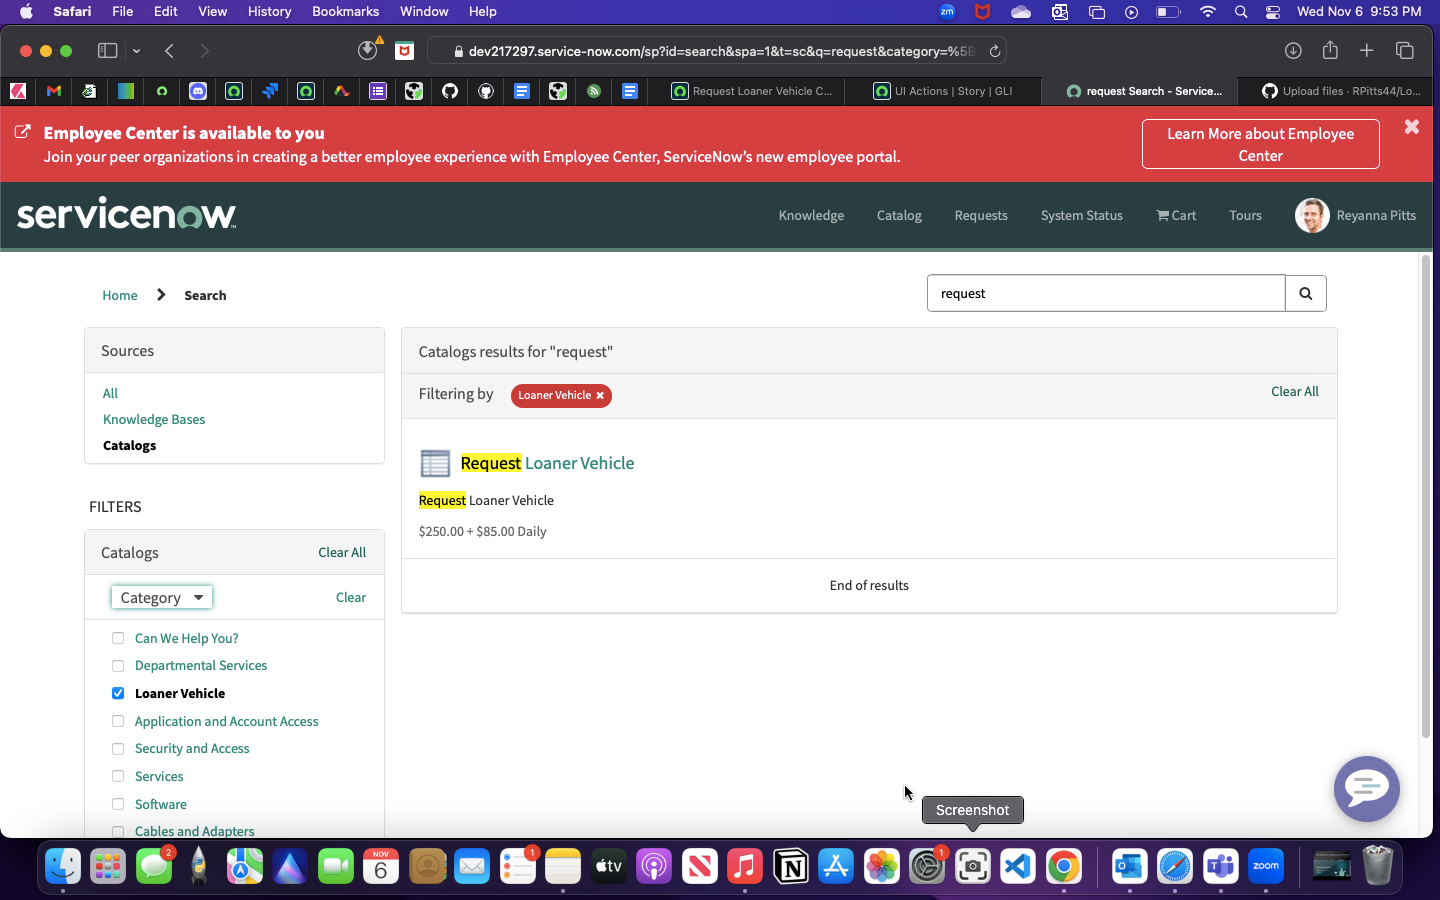 Safari File Edit View History Bookmarks Window Help zm Wed Nov 6 9:53 PM
dev217297.service-now.com/sp?id=search&spa=1&t=sc&q=request&category=%5B
Request Loaner Vehicle C... UI Actions | Story | GLI request Search - Service... Upload files · RPitts44/Lo...
Employee Center is available to you
Join your peer organizations in creating a better employee experience with Employee Center, ServiceNow's new employee portal.
Learn More about Employee
Center
servicenow
Knowledge Catalog Requests System Status Cart Tours Reyanna Pitts
Home Search
request
Sources
All
Knowledge Bases
Catalogs
FILTERS
Catalogs Clear All
Category Clear
Can We Help You?
Departmental Services
Loaner Vehicle
Application and Account Access
Security and Access
Services
Software
Cables and Adapters
Catalogs results for "request"
Filtering by Loaner Vehicle Clear All
Request Loaner Vehicle
Request Loaner Vehicle
$250.00 + $85.00 Daily
End of results
Screenshot
2
NOV
6
1
tv
1
zoom